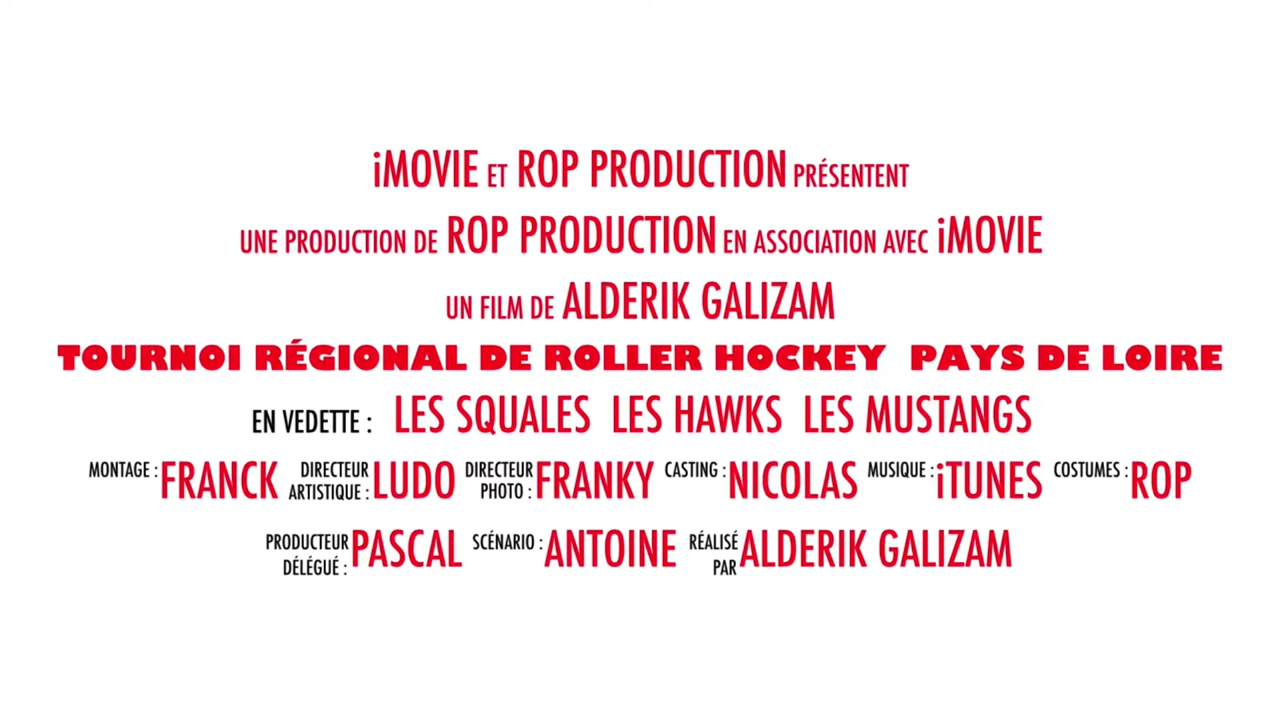 iMOVIE ET ROP PRODUCTION PRÉSENTENT
UNE PRODUCTION DE ROP PRODUCTION EN ASSOCIATION AVEC iMOVIE
UN FILM DE ALDERIK GALIZAM
TOURNOI RÉGIONAL DE ROLLER HOCKEY PAYS DE LOIRE
EN VEDETTE : LES SQUALES LES HAWKS LES MUSTANGS
MONTAGE : FRANCK DIRECTEUR ARTISTIQUE : LUDO DIRECTEUR PHOTO : FRANKY CASTING : NICOLAS MUSIQUE : iTUNES COSTUMES : ROP
PRODUCTEUR DÉLÉGUÉ : PASCAL SCÉNARIO : ANTOINE RÉALISÉ PAR ALDERIK GALIZAM